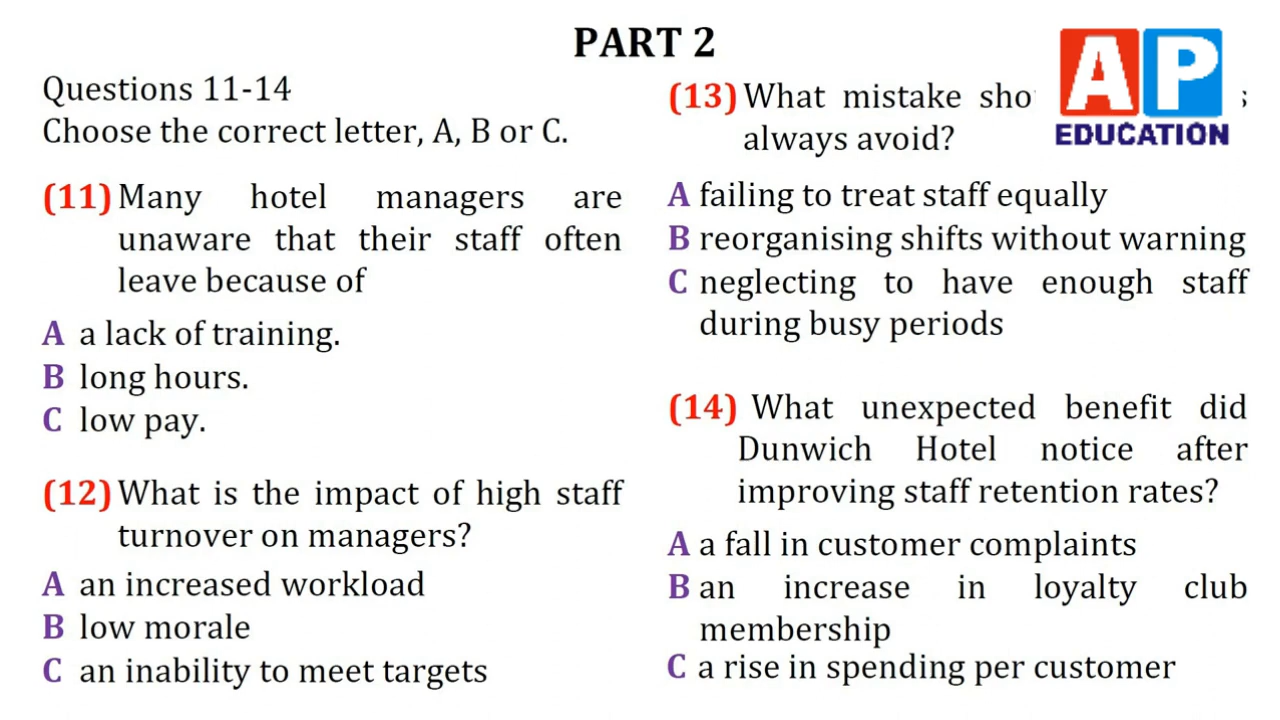 PART 2
Questions 11-14
Choose the correct letter, A, B or C.
(11) Many hotel managers are
unaware that their staff often
leave because of
A a lack of training.
B long hours.
C low pay.
(12) What is the impact of high staff
turnover on managers?
A an increased workload
B low morale
C an inability to meet targets
(13) What mistake
always avoid?
A failing to treat staff equally
B reorganising shifts without warning
C neglecting to have enough staff
during busy periods
(14) What unexpected benefit did
Dunwich Hotel notice after
improving staff retention rates?
A a fall in customer complaints
B an increase in loyalty club
membership
C a rise in spending per customer
AP
EDUCATION